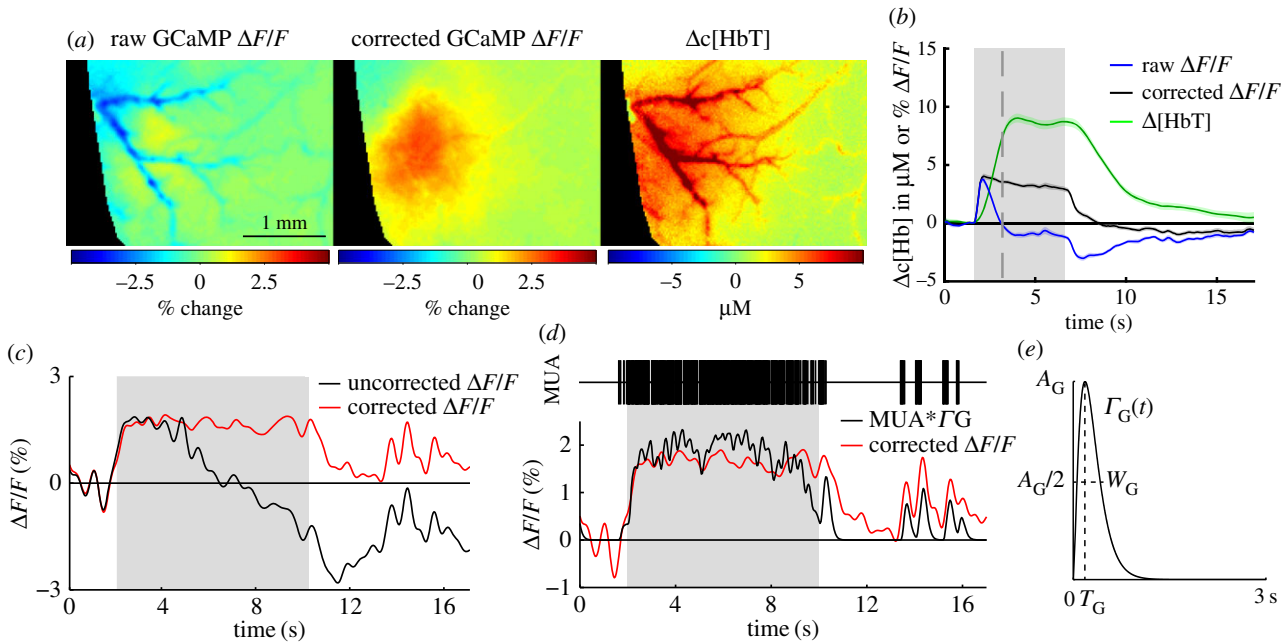 (a) raw GCaMP ΔF/F corrected GCaMP ΔF/F Δc[HbT]
1 mm
−2.5 0 2.5
% change
−2.5 0 2.5
% change
−5 0 5
μM
(b)
Δc[Hb] in μM or % ΔF/F
15
10
5
0
−5
raw ΔF/F
corrected ΔF/F
Δ[HbT]
0 5 10 15
time (s)
(c)
ΔF/F (%)
3
0
−3
uncorrected ΔF/F
corrected ΔF/F
0 4 8 12 16
time (s)
(d)
MUA
ΔF/F (%)
2
1
0
−1
MUA*ΓG
corrected ΔF/F
0 4 8 12 16
time (s)
(e)
A_G
Γ_G(t)
A_G/2 W_G
0 T_G 3 s